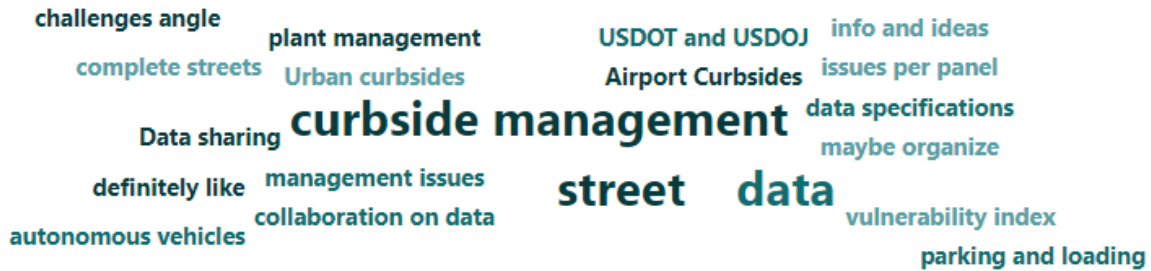 challenges angle
plant management
USDOT and USDOJ
info and ideas
complete streets
Urban curbsides
Airport Curbsides
issues per panel
curbside management
data specifications
Data sharing
maybe organize
definitely like
management issues
street
data
collaboration on data
vulnerability index
autonomous vehicles
parking and loading